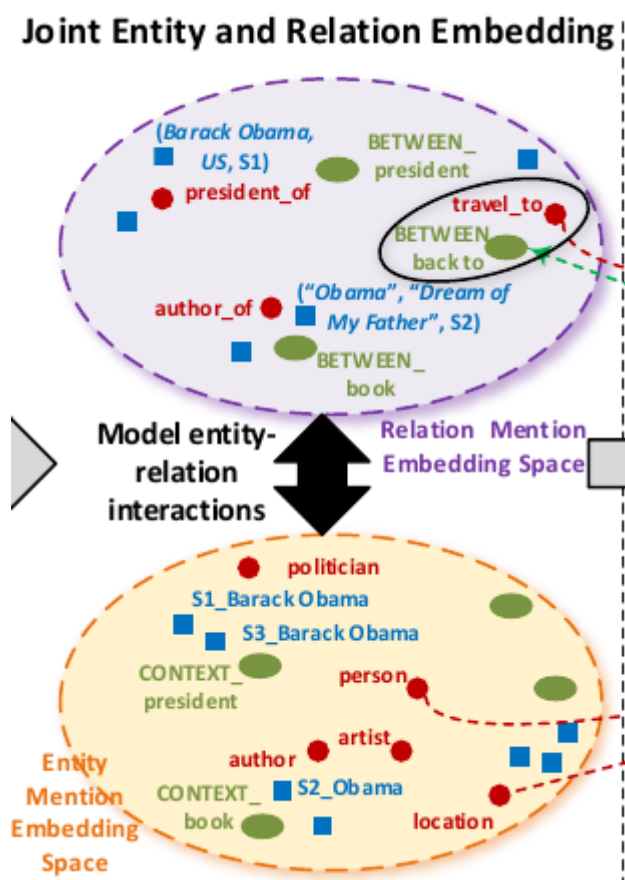 Joint Entity and Relation Embedding
(Barack Obama,
US, S1)
BETWEEN_
president
president_of
travel_to
BETWEEN_
back to
("Obama", "Dream of
My Father", S2)
author_of
BETWEEN_
book
Model entity-
relation
interactions
Relation Mention
Embedding Space
politician
S1_Barack Obama
S3_Barack Obama
CONTEXT_
president
person
artist
author
CONTEXT_
book
S2_Obama
location
Entity
Mention
Embedding
Space